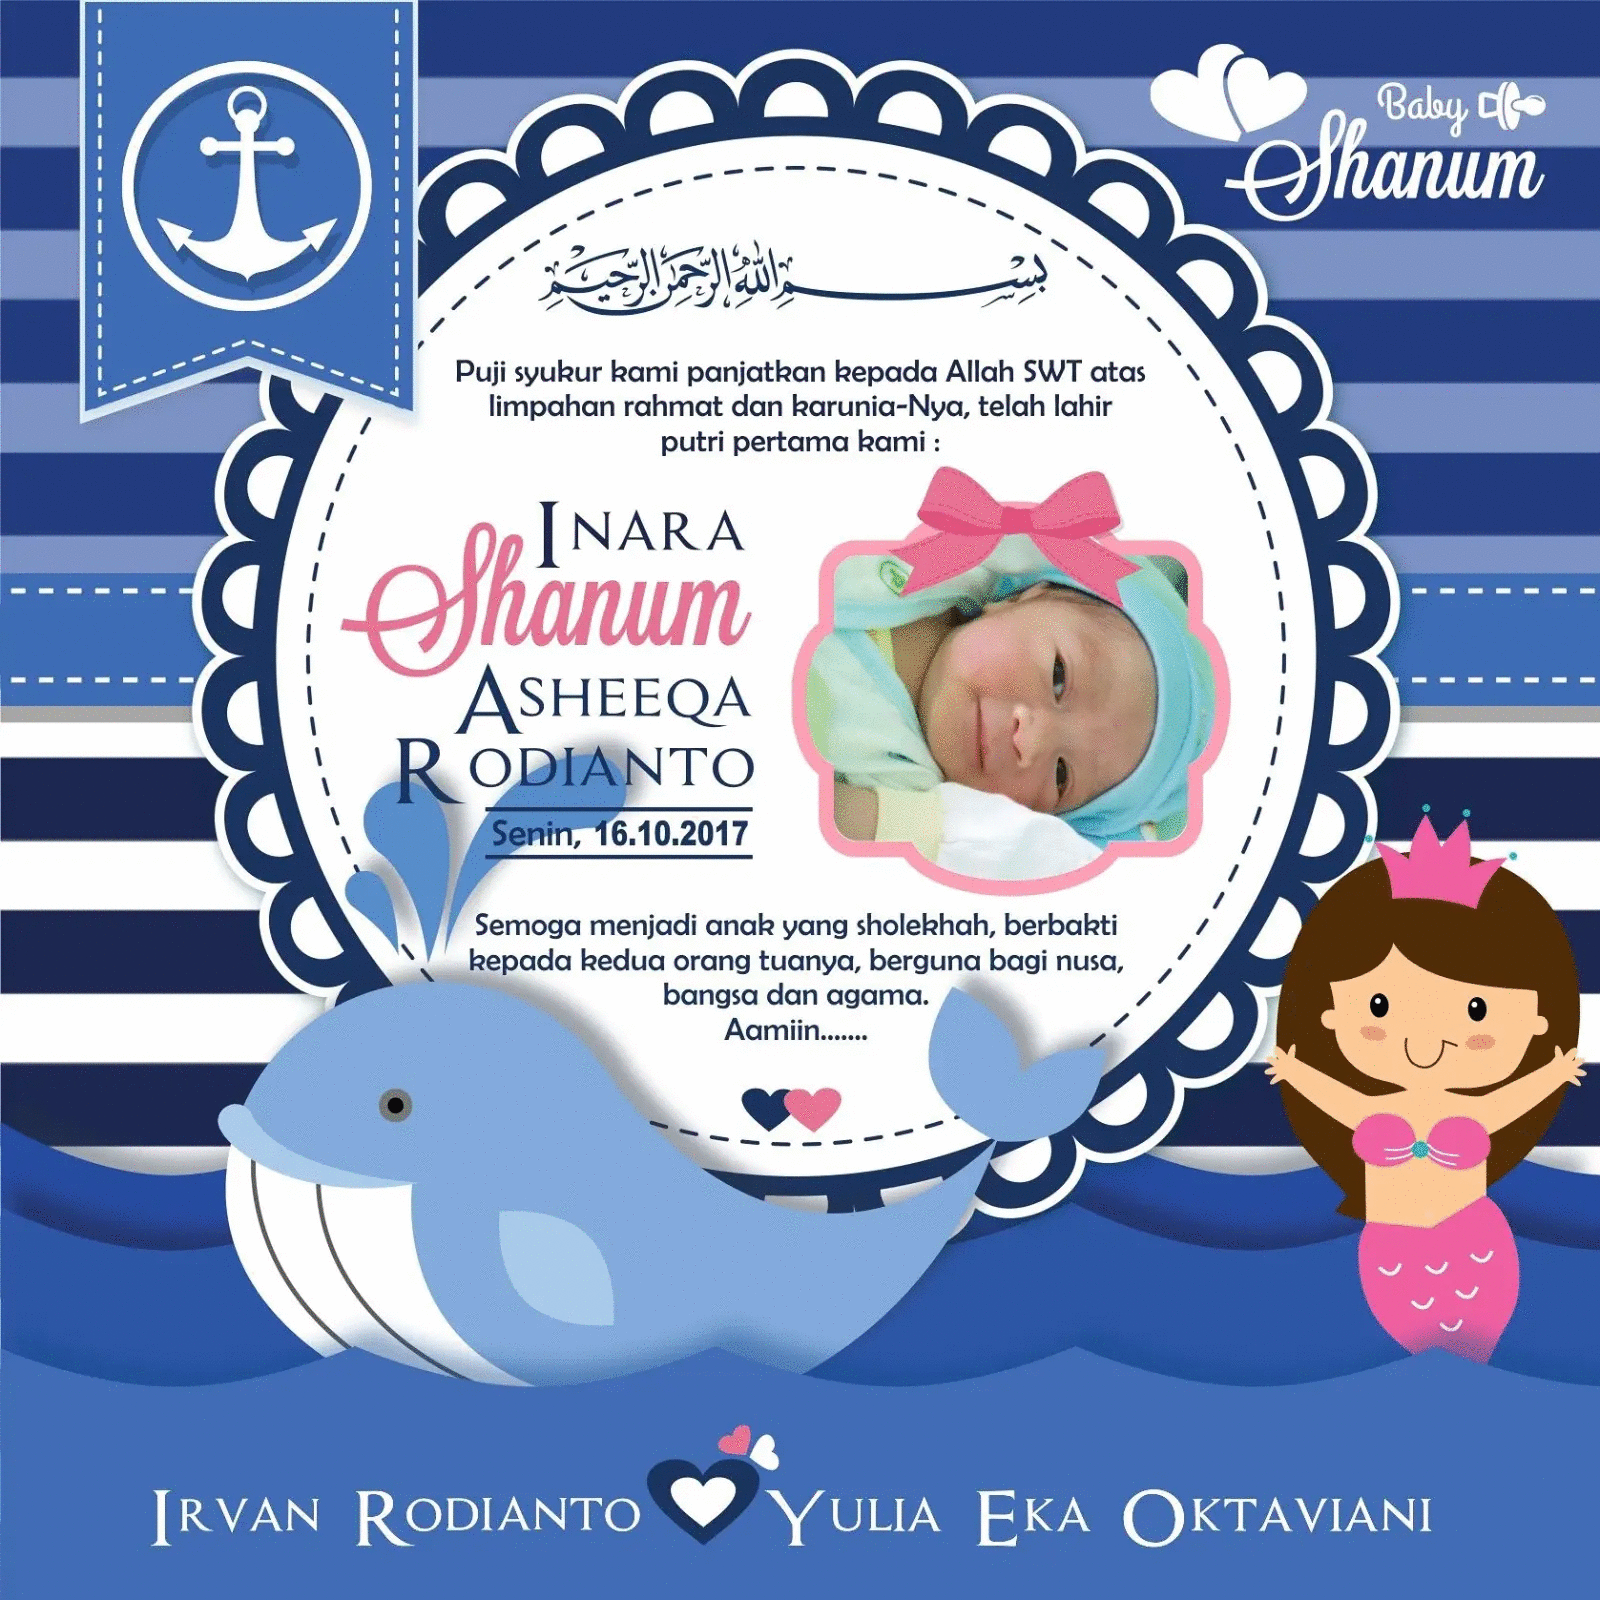 Baby
Shanum
بِسْمِ اللهِ الرَّحْمٰنِ الرَّحِيْمِ
Puji syukur kami panjatkan kepada Allah SWT atas
limpahan rahmat dan karunia-Nya, telah lahir
putri pertama kami :
INARA
Shanum
ASHEEQA
RODIANTO
Senin, 16.10.2017
Semoga menjadi anak yang sholekhah, berbakti
kepada kedua orang tuanya, berguna bagi nusa,
bangsa dan agama.
Aamiin.......
IRVAN RODIANTO YULIA EKA OKTAVIANI